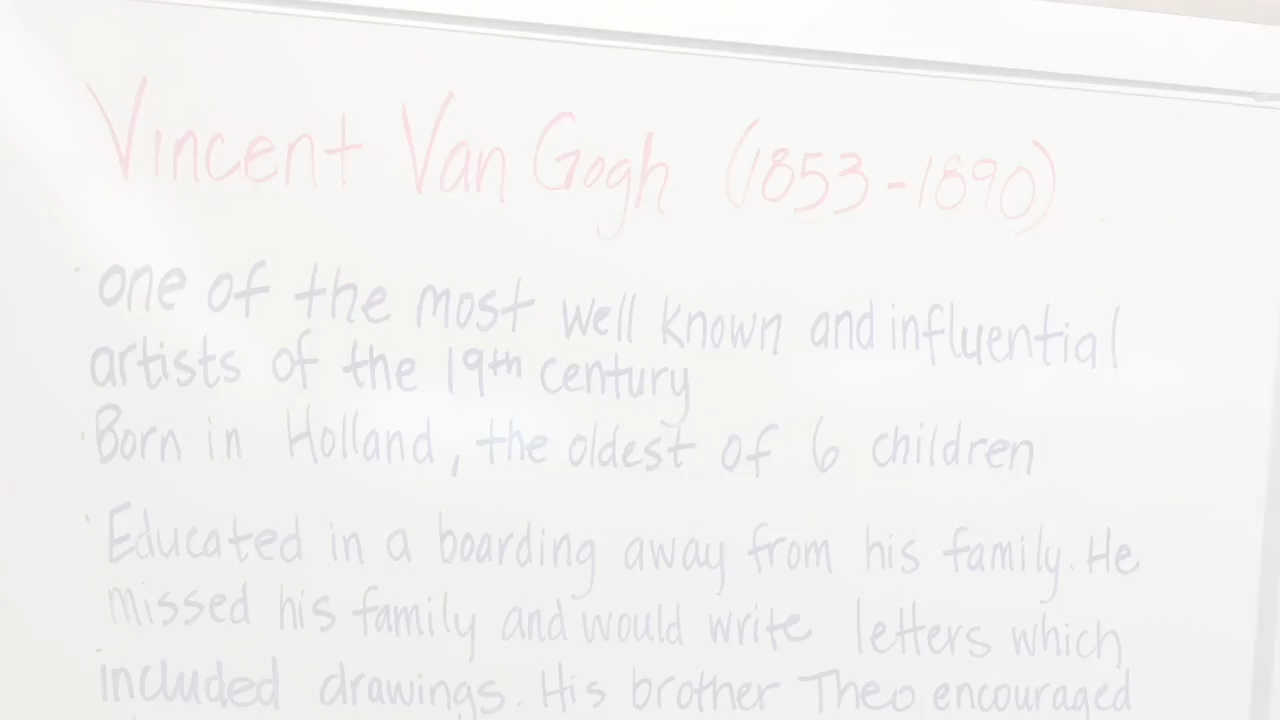 Vincent Van Gogh (1853-1890)
· one of the most well known and influential
artists of the 19th century
· Born in Holland, the oldest of 6 children
· Educated in a boarding away from his family. He
missed his family and would write letters which
included drawings. His brother Theo encouraged